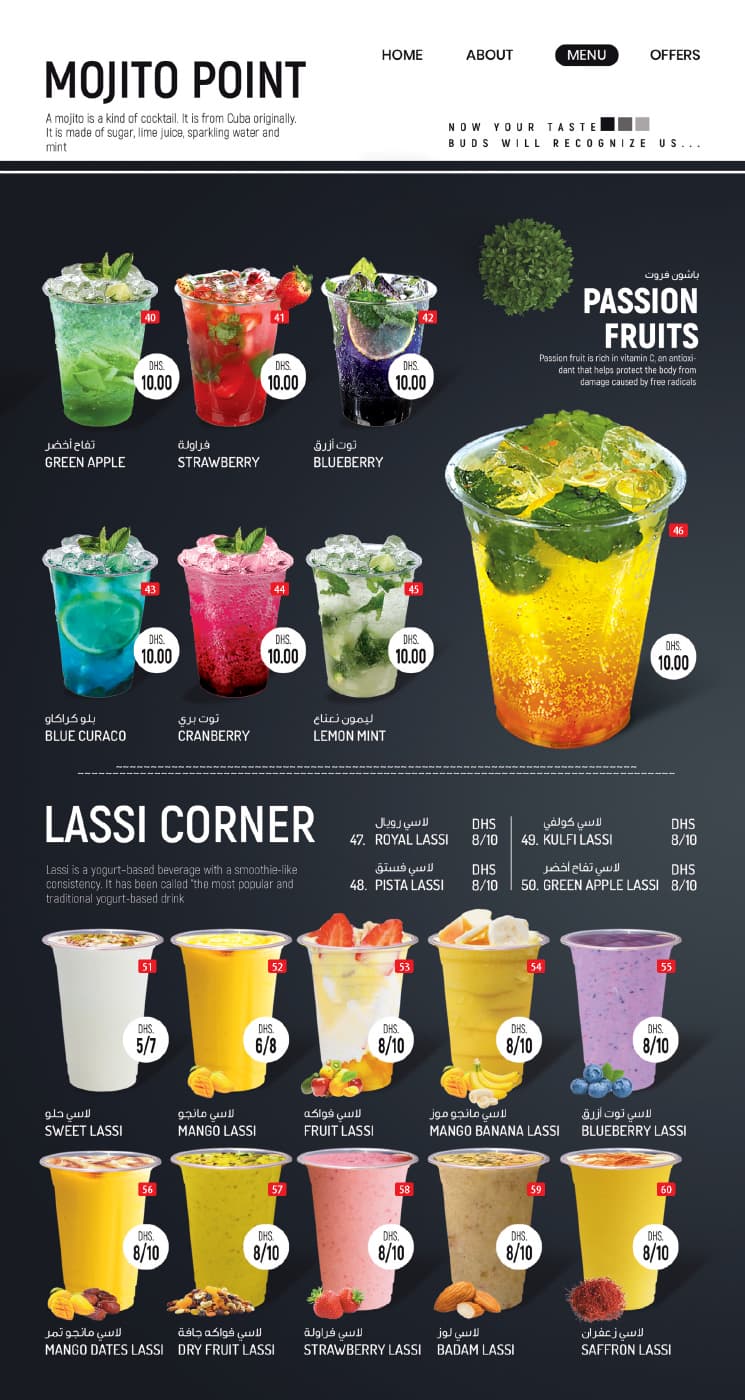 HOME ABOUT MENU OFFERS
MOJITO POINT
A mojito is a kind of cocktail. It is from Cuba originally.
It is made of sugar, lime juice, sparkling water and
mint
NOW YOUR TASTE
BUDS WILL RECOGNIZE US...
باشون فروت
PASSION
FRUITS
Passion fruit is rich in vitamin C, an antioxi-
dant that helps protect the body from
damage caused by free radicals
40
DHS.
10.00
تفاح أخضر
GREEN APPLE
41
DHS.
10.00
فراولة
STRAWBERRY
42
DHS.
10.00
توت أزرق
BLUEBERRY
46
DHS.
10.00
43
DHS.
10.00
بلو كراكاو
BLUE CURACO
44
DHS.
10.00
توت بري
CRANBERRY
45
DHS.
10.00
ليمون نعناع
LEMON MINT
LASSI CORNER
Lassi is a yogurt-based beverage with a smoothie-like
consistency. It has been called "the most popular and
traditional yogurt-based drink
لاسي رويال DHS
47. ROYAL LASSI 8/10
لاسي فستق DHS
48. PISTA LASSI 8/10
لاسي كولفي DHS
49. KULFI LASSI 8/10
لاسي تفاح أخضر DHS
50. GREEN APPLE LASSI 8/10
51
DHS.
5/7
لاسي حلو
SWEET LASSI
52
DHS.
6/8
لاسي مانجو
MANGO LASSI
53
DHS.
8/10
لاسي فواكه
FRUIT LASSI
54
DHS.
8/10
لاسي مانجو موز
MANGO BANANA LASSI
55
DHS.
8/10
لاسي توت أزرق
BLUEBERRY LASSI
56
DHS.
8/10
لاسي مانجو تمر
MANGO DATES LASSI
57
DHS.
8/10
لاسي فواكه جافة
DRY FRUIT LASSI
58
DHS.
8/10
لاسي فراولة
STRAWBERRY LASSI
59
DHS.
8/10
لاسي لوز
BADAM LASSI
60
DHS.
8/10
لاسي زعفران
SAFFRON LASSI